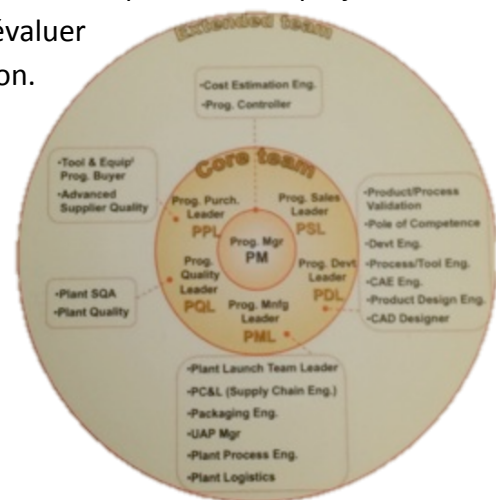 évaluer
on.
Extended team
•Cost Estimation Eng.
•Prog. Controller
Core team
•Tool & Equip'
Prog. Buyer
•Advanced
Supplier Quality
Prog. Purch.
Leader
PPL
Prog. Sales
Leader
PSL
•Product/Process
Validation
•Pole of Competence
•Devt Eng.
•Process/Tool Eng.
•CAE Eng.
•Product Design Eng.
•CAD Designer
Prog. Mgr
PM
Prog.
Quality
Leader
PQL
Prog. Devt
Leader
PDL
•Plant SQA
•Plant Quality
Prog. Mnfg
Leader
PML
•Plant Launch Team Leader
•PC&L (Supply Chain Eng.)
•Packaging Eng.
•UAP Mgr
•Plant Process Eng.
•Plant Logistics